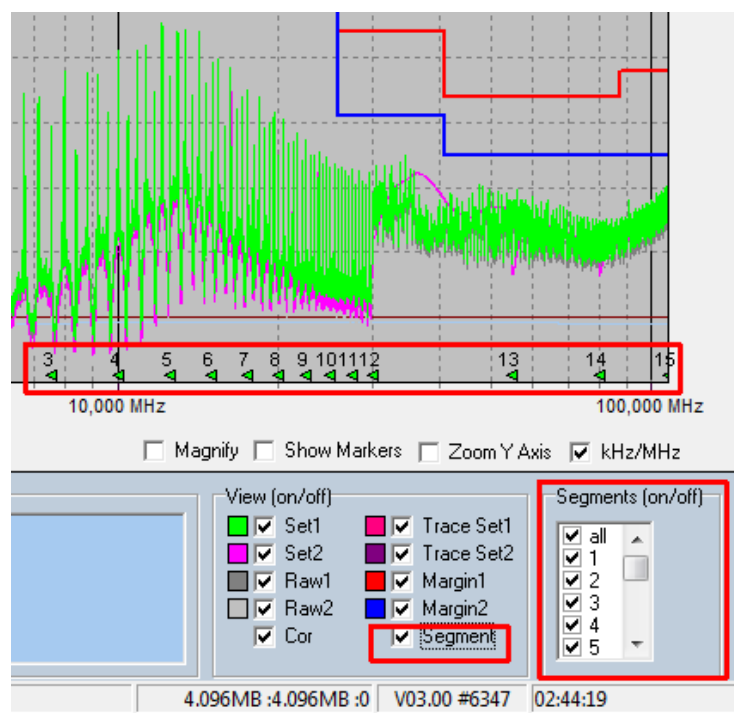 3 4 5 6 7 8 9 10 11 12 13 14 15
10,000 MHz 100,000 MHz
Magnify Show Markers Zoom Y Axis kHz/MHz
View (on/off) Segments (on/off)
Set1 Trace Set1 all
Set2 Trace Set2 1
Raw1 Margin1 2
Raw2 Margin2 3
Cor Segment 4
5
4.096MB :4.096MB :0 V03.00 #6347 02:44:19